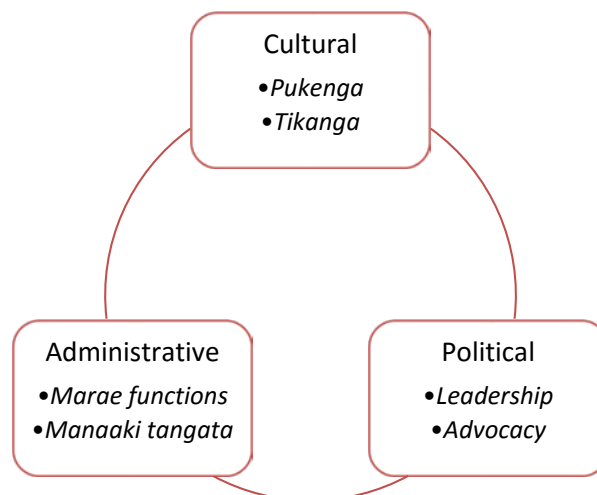 Cultural
•Pukenga
•Tikanga
Administrative
•Marae functions
•Manaaki tangata
Political
•Leadership
•Advocacy